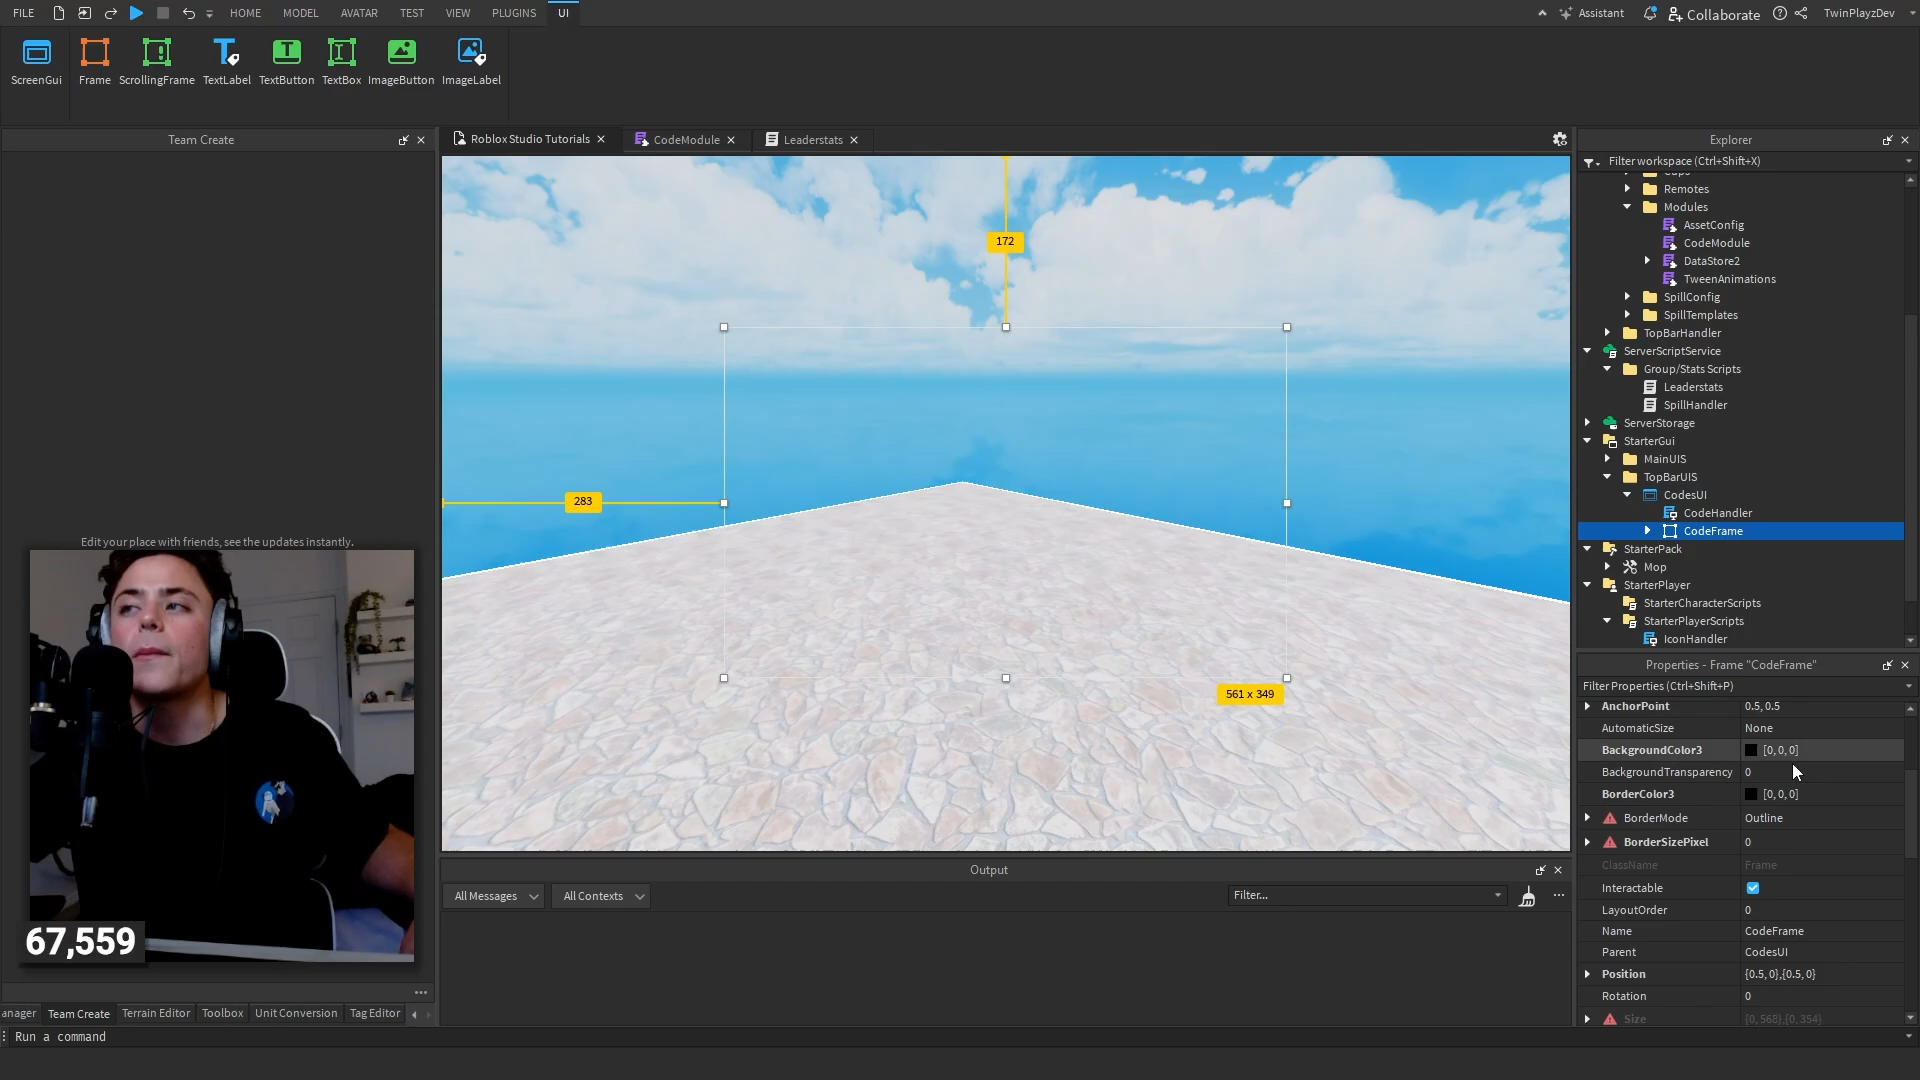 FILE HOME MODEL AVATAR TEST VIEW PLUGINS UI Assistant Collaborate TwinPlayzDev
ScreenGui Frame ScrollingFrame TextLabel TextButton TextBox ImageButton ImageLabel
Team Create
Roblox Studio Tutorials CodeModule Leaderstats
Explorer
Filter workspace (Ctrl+Shift+X)
Remotes
Modules
AssetConfig
CodeModule
DataStore2
TweenAnimations
SpillConfig
SpillTemplates
TopBarHandler
ServerScriptService
Group/Stats Scripts
Leaderstats
SpillHandler
ServerStorage
StarterGui
MainUIS
TopBarUIS
CodesUI
CodeHandler
CodeFrame
StarterPack
Mop
StarterPlayer
StarterCharacterScripts
StarterPlayerScripts
IconHandler
172
283
561 x 349
Edit your place with friends, see the updates instantly.
67,559
Properties - Frame "CodeFrame"
Filter Properties (Ctrl+Shift+P)
AnchorPoint 0.5, 0.5
AutomaticSize None
BackgroundColor3 [0, 0, 0]
BackgroundTransparency 0
BorderColor3 [0, 0, 0]
BorderMode Outline
BorderSizePixel 0
ClassName Frame
Interactable
LayoutOrder 0
Name CodeFrame
Parent CodesUI
Position {0.5, 0},{0.5, 0}
Rotation 0
Size {0, 568},{0, 354}
Output
All Messages All Contexts Filter...
anager Team Create Terrain Editor Toolbox Unit Conversion Tag Editor
Run a command